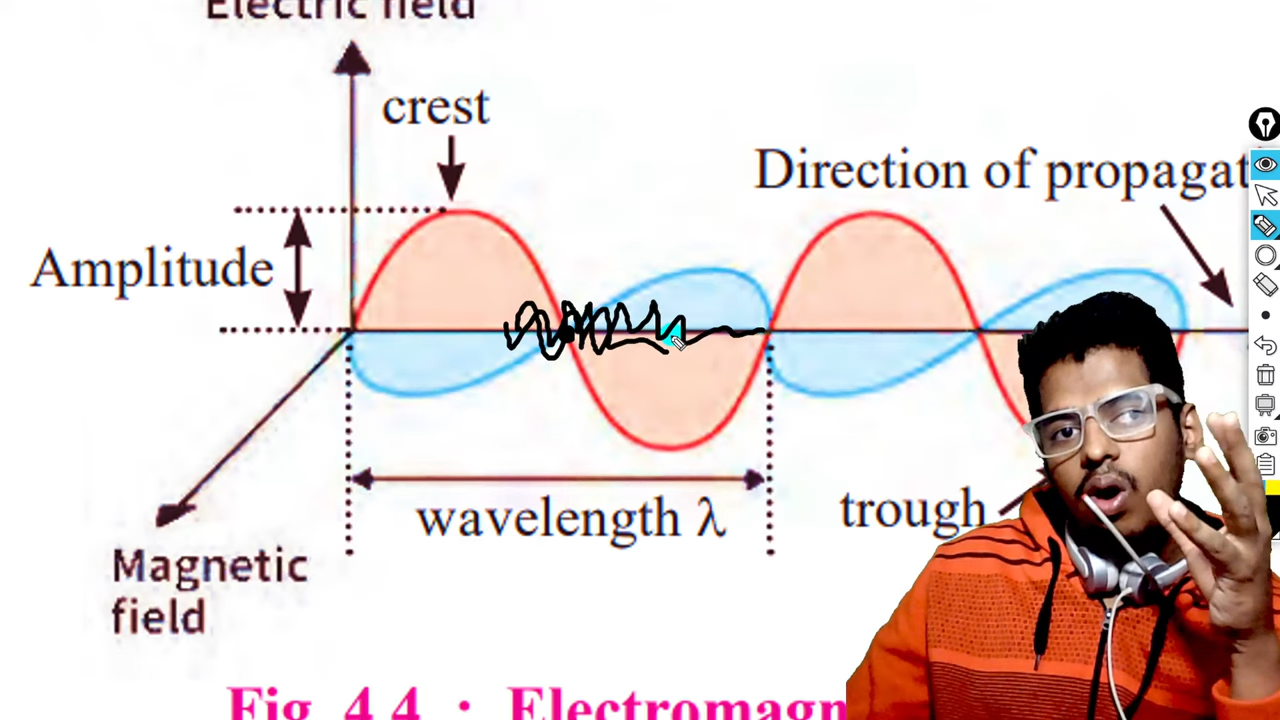 Electric field
crest
Direction of propagat
Amplitude
wavelength λ
trough
Magnetic
field
Fig 4.4 : Electromagn